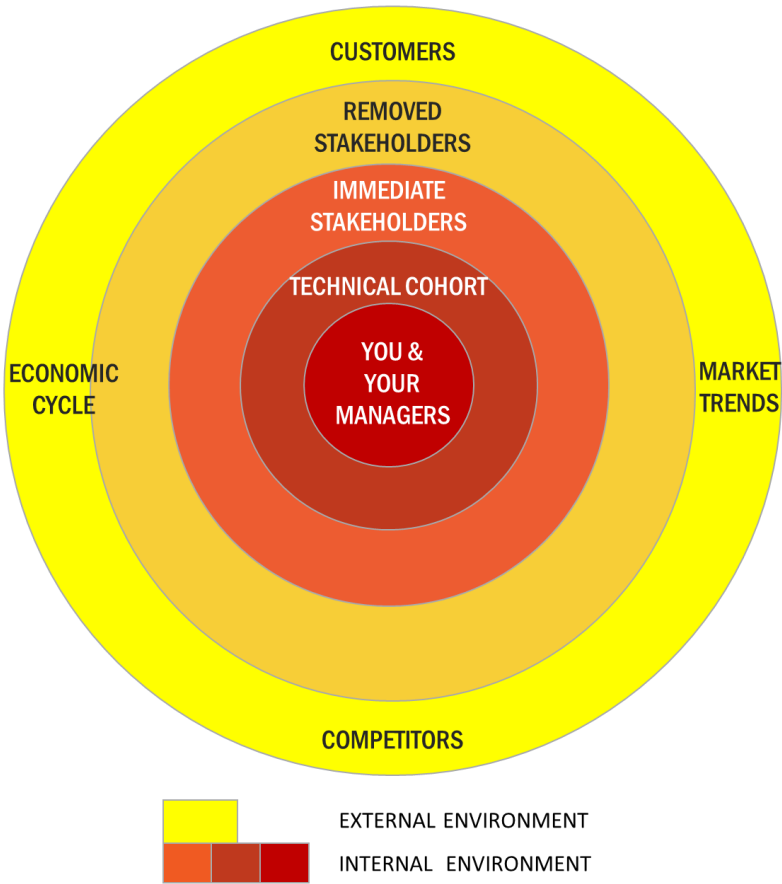 CUSTOMERS
REMOVED
STAKEHOLDERS
IMMEDIATE
STAKEHOLDERS
TECHNICAL COHORT
YOU &
YOUR
MANAGERS
ECONOMIC
CYCLE
MARKET
TRENDS
COMPETITORS
EXTERNAL ENVIRONMENT
INTERNAL ENVIRONMENT